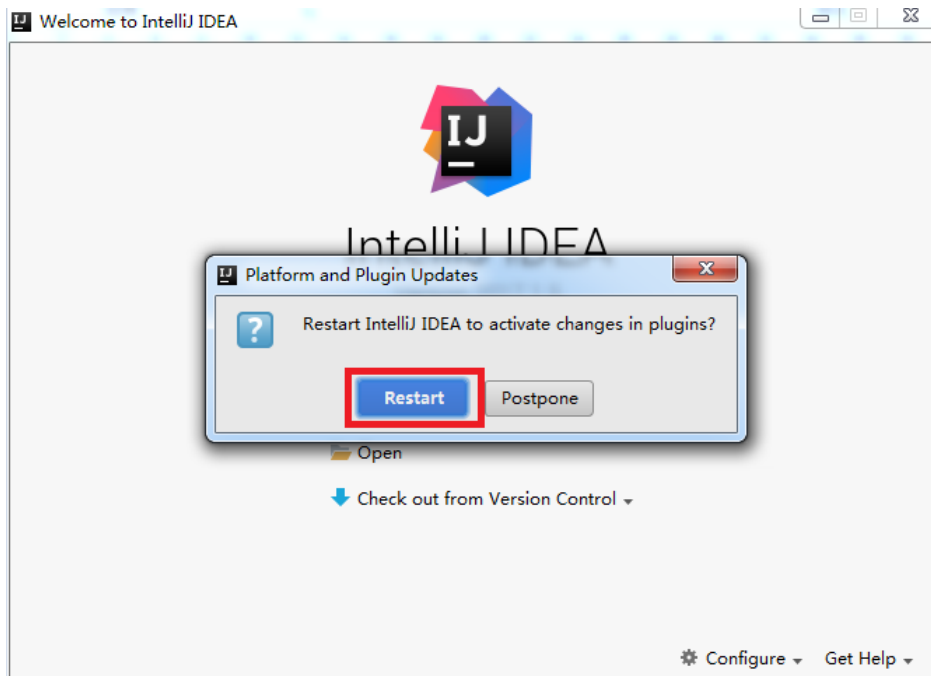 Welcome to IntelliJ IDEA
IJ
IntelliJ IDEA
Platform and Plugin Updates
Restart IntelliJ IDEA to activate changes in plugins?
Restart
Postpone
Open
Check out from Version Control
Configure
Get Help